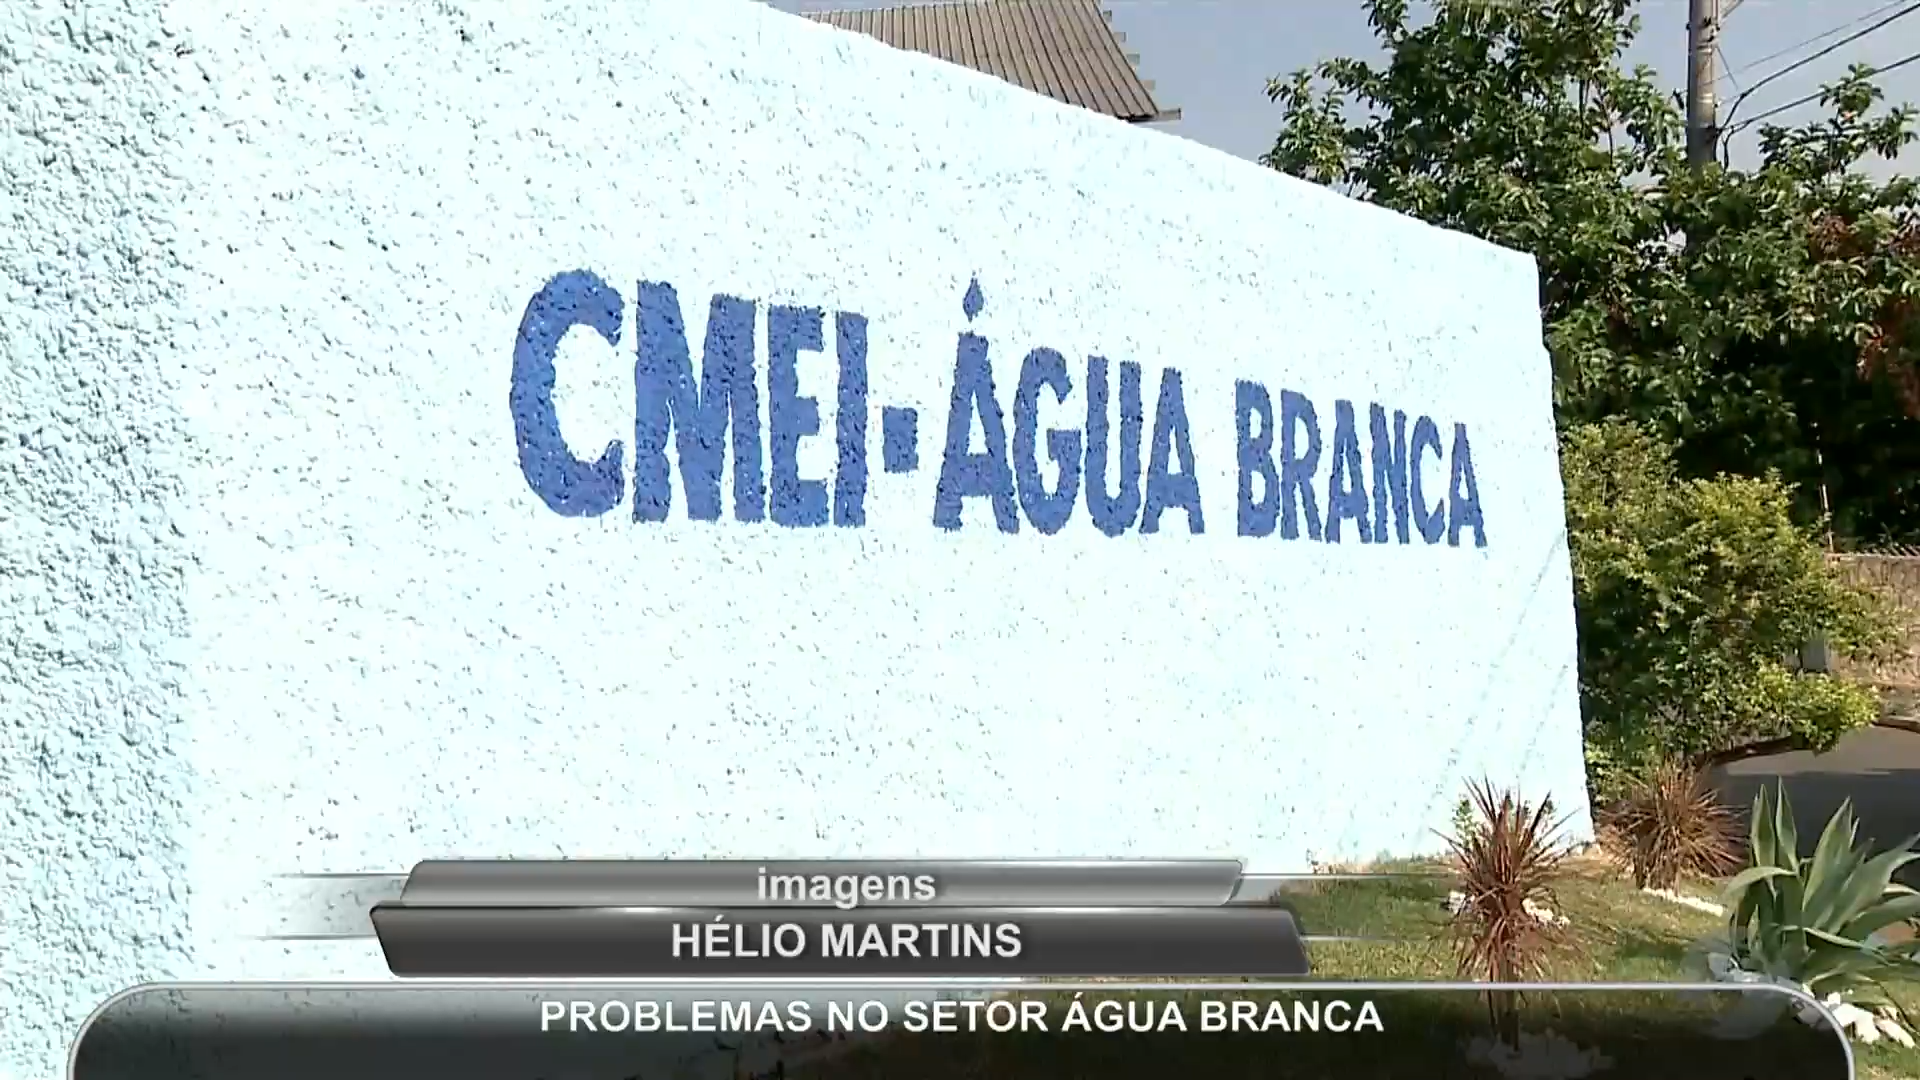 CMEI-ÁGUA BRANCA
imagens
HÉLIO MARTINS
PROBLEMAS NO SETOR ÁGUA BRANCA